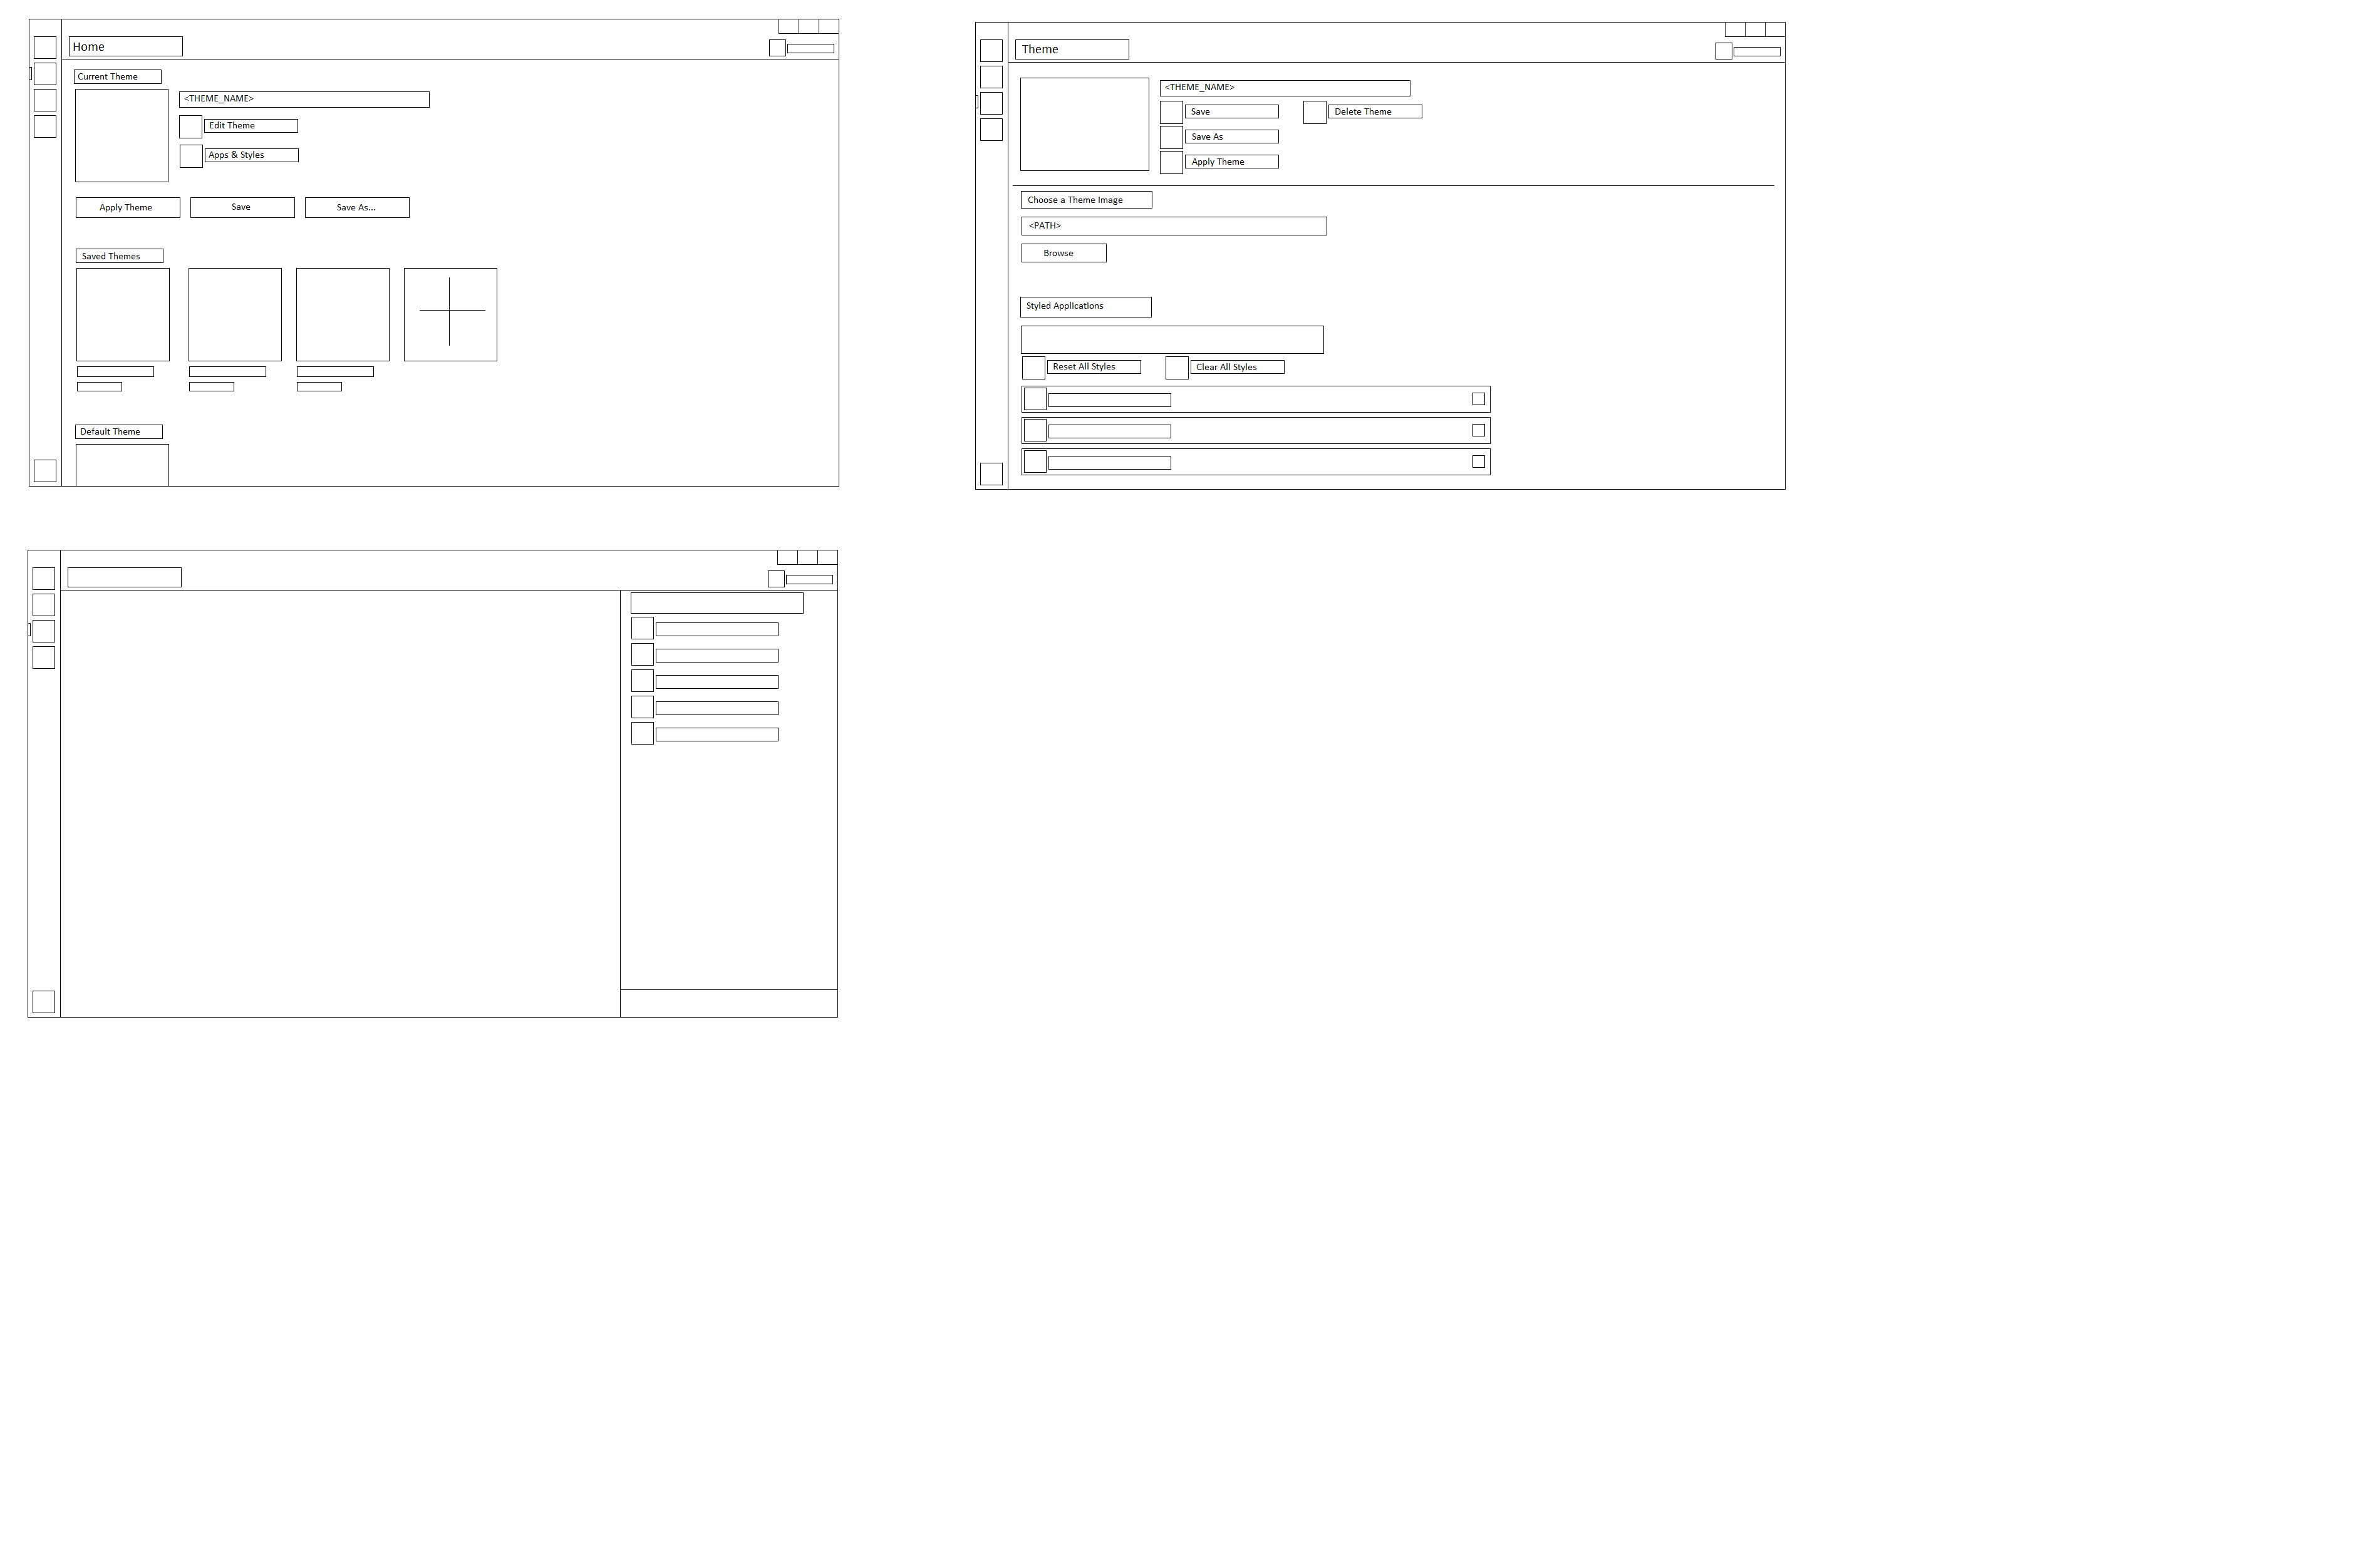 Home
Current Theme
<THEME_NAME>
Edit Theme
Apps & Styles
Apply Theme
Save
Save As...
Saved Themes
Default Theme
Theme
<THEME_NAME>
Save
Delete Theme
Save As
Apply Theme
Choose a Theme Image
<PATH>
Browse
Styled Applications
Reset All Styles
Clear All Styles